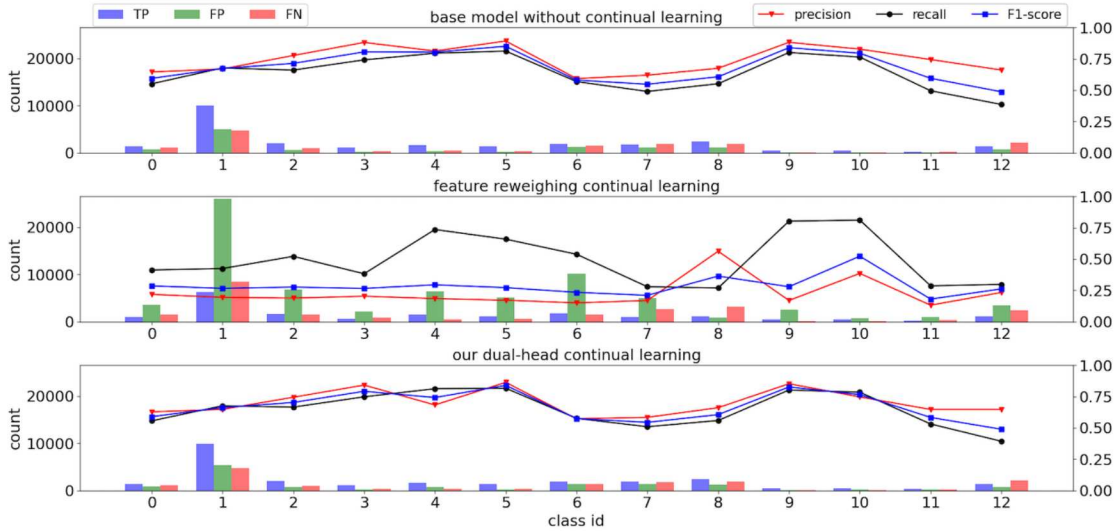 TP FP FN
base model without continual learning
precision recall F1-score
count
20000
10000
0
1.00
0.75
0.50
0.25
0.00
0 1 2 3 4 5 6 7 8 9 10 11 12
feature reweighing continual learning
count
20000
10000
0
1.00
0.75
0.50
0.25
0.00
0 1 2 3 4 5 6 7 8 9 10 11 12
our dual-head continual learning
count
20000
10000
0
1.00
0.75
0.50
0.25
0.00
0 1 2 3 4 5 6 7 8 9 10 11 12
class id